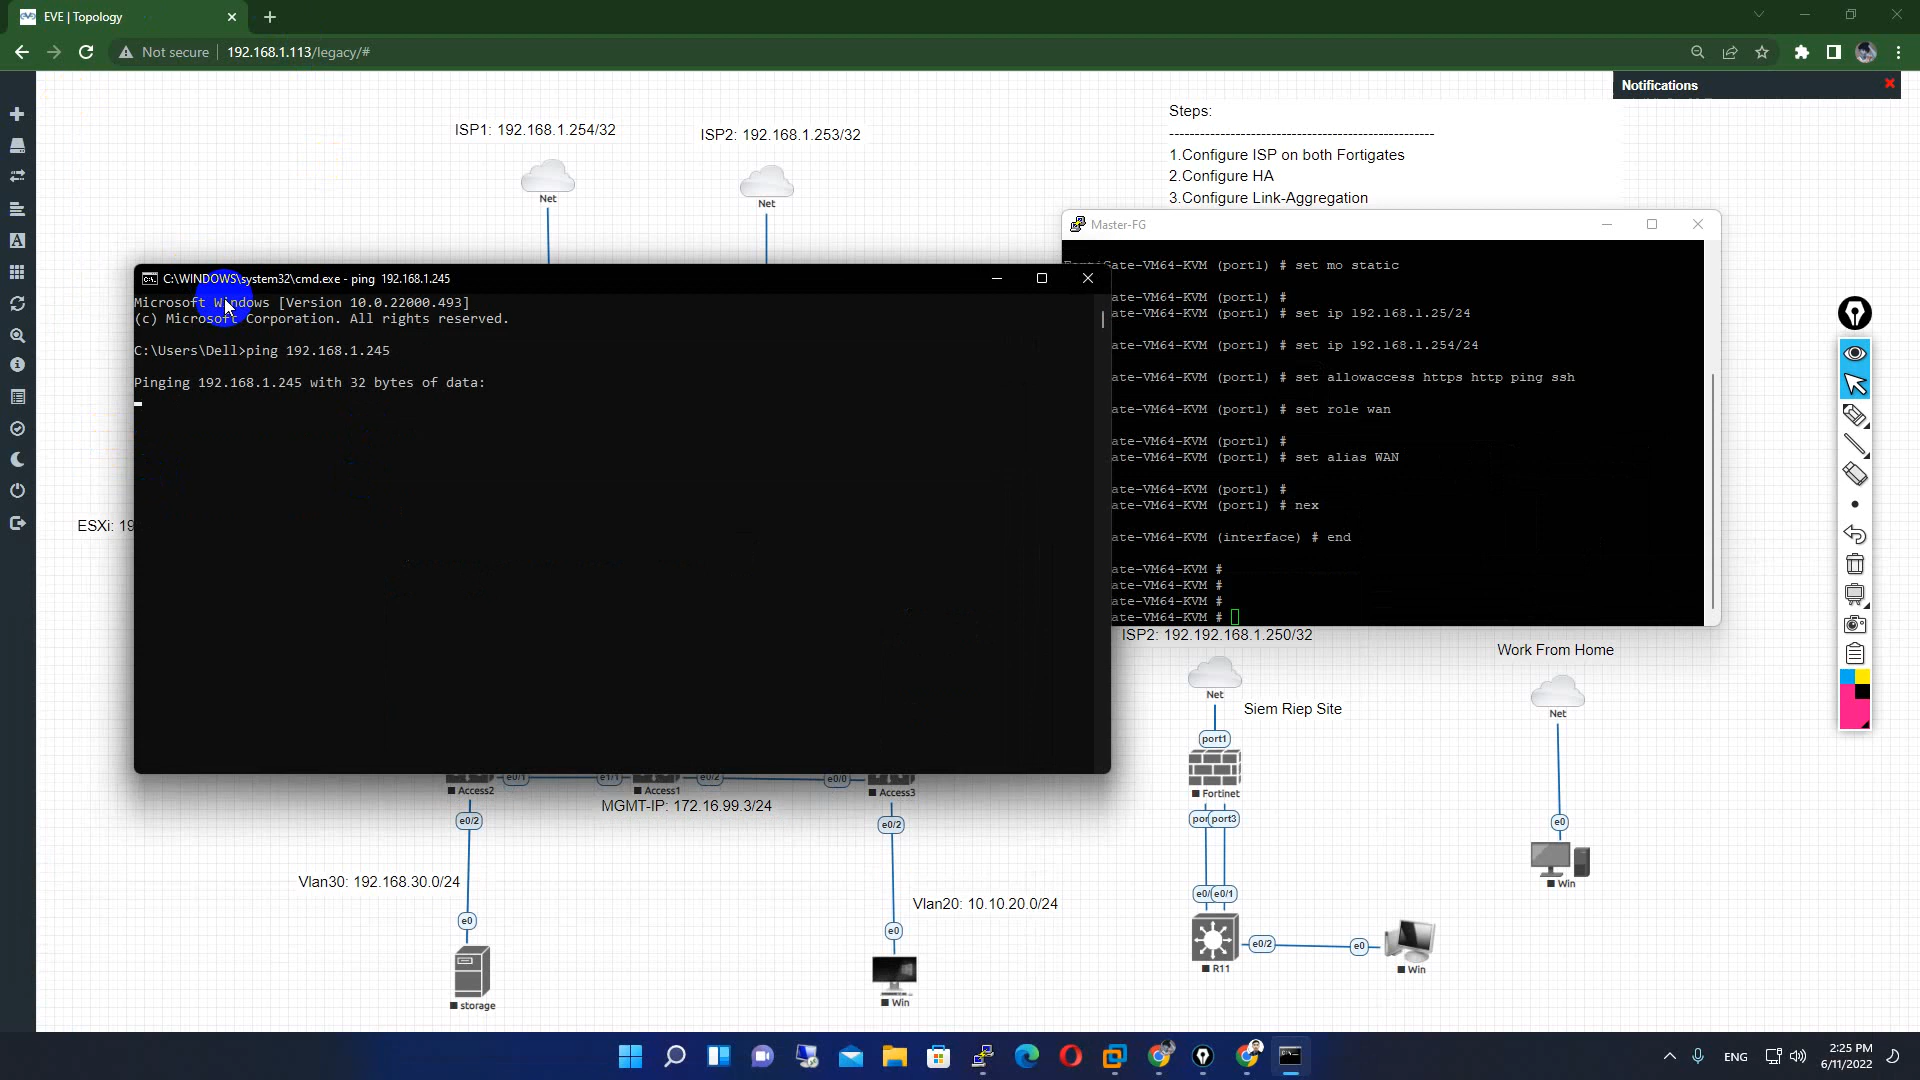 EVE | Topology
Not secure
192.168.1.113/legacy/#
Notifications
Steps:
----------------------------------------------------
1.Configure ISP on both Fortigates
2.Configure HA
3.Configure Link-Aggregation
ISP1: 192.168.1.254/32
ISP2: 192.168.1.253/32
Net
Net
C:\WINDOWS\system32\cmd.exe - ping 192.168.1.245
Microsoft Windows [Version 10.0.22000.493]
(c) Microsoft Corporation. All rights reserved.
C:\Users\Dell>ping 192.168.1.245
Pinging 192.168.1.245 with 32 bytes of data:
Master-FG
FortiGate-VM64-KVM (port1) # set mo static
ate-VM64-KVM (port1) #
ate-VM64-KVM (port1) # set ip 192.168.1.25/24
ate-VM64-KVM (port1) # set ip 192.168.1.254/24
ate-VM64-KVM (port1) # set allowaccess https http ping ssh
ate-VM64-KVM (port1) # set role wan
ate-VM64-KVM (port1) #
ate-VM64-KVM (port1) # set alias WAN
ate-VM64-KVM (port1) #
ate-VM64-KVM (port1) # nex
ate-VM64-KVM (interface) # end
ate-VM64-KVM #
ate-VM64-KVM #
ate-VM64-KVM #
ate-VM64-KVM #
ESXi: 19
ISP2: 192.192.168.1.250/32
Work From Home
Net
Siem Riep Site
Net
port1
Fortinet
por
port3
e0/1
e1/1
e0/2
e0/0
Access2
Access1
Access3
MGMT-IP: 172.16.99.3/24
e0/2
e0/2
e0
Win
Vlan30: 192.168.30.0/24
Vlan20: 10.10.20.0/24
e0
e0
e0/
e0/1
storage
Win
R11
e0/2
e0
Win
ENG
2:25 PM
6/11/2022